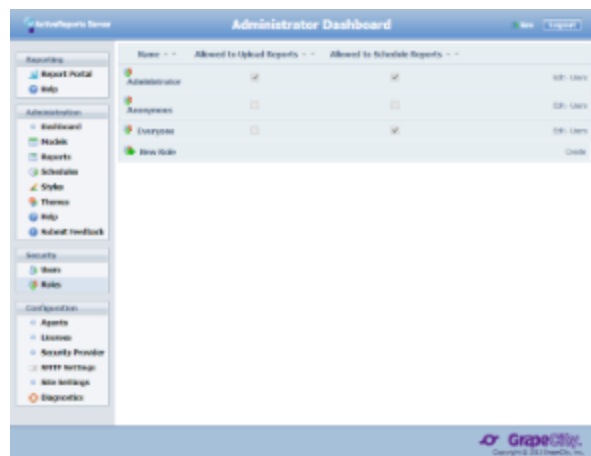 ActiveReports Server
Administrator Dashboard
Logout
Reporting
Report Portal
Help
Administration
Dashboard
Models
Reports
Schedules
Styles
Themes
Help
Submit Feedback
Security
Users
Roles
Configuration
Agents
Licenses
Security Provider
SMTP Settings
Site Settings
Diagnostics
Name Allowed to Upload Reports Allowed to Schedule Reports
Administrator Edit Users
Anonymous Edit Users
Everyone Edit Users
New Role Create
GrapeCity.